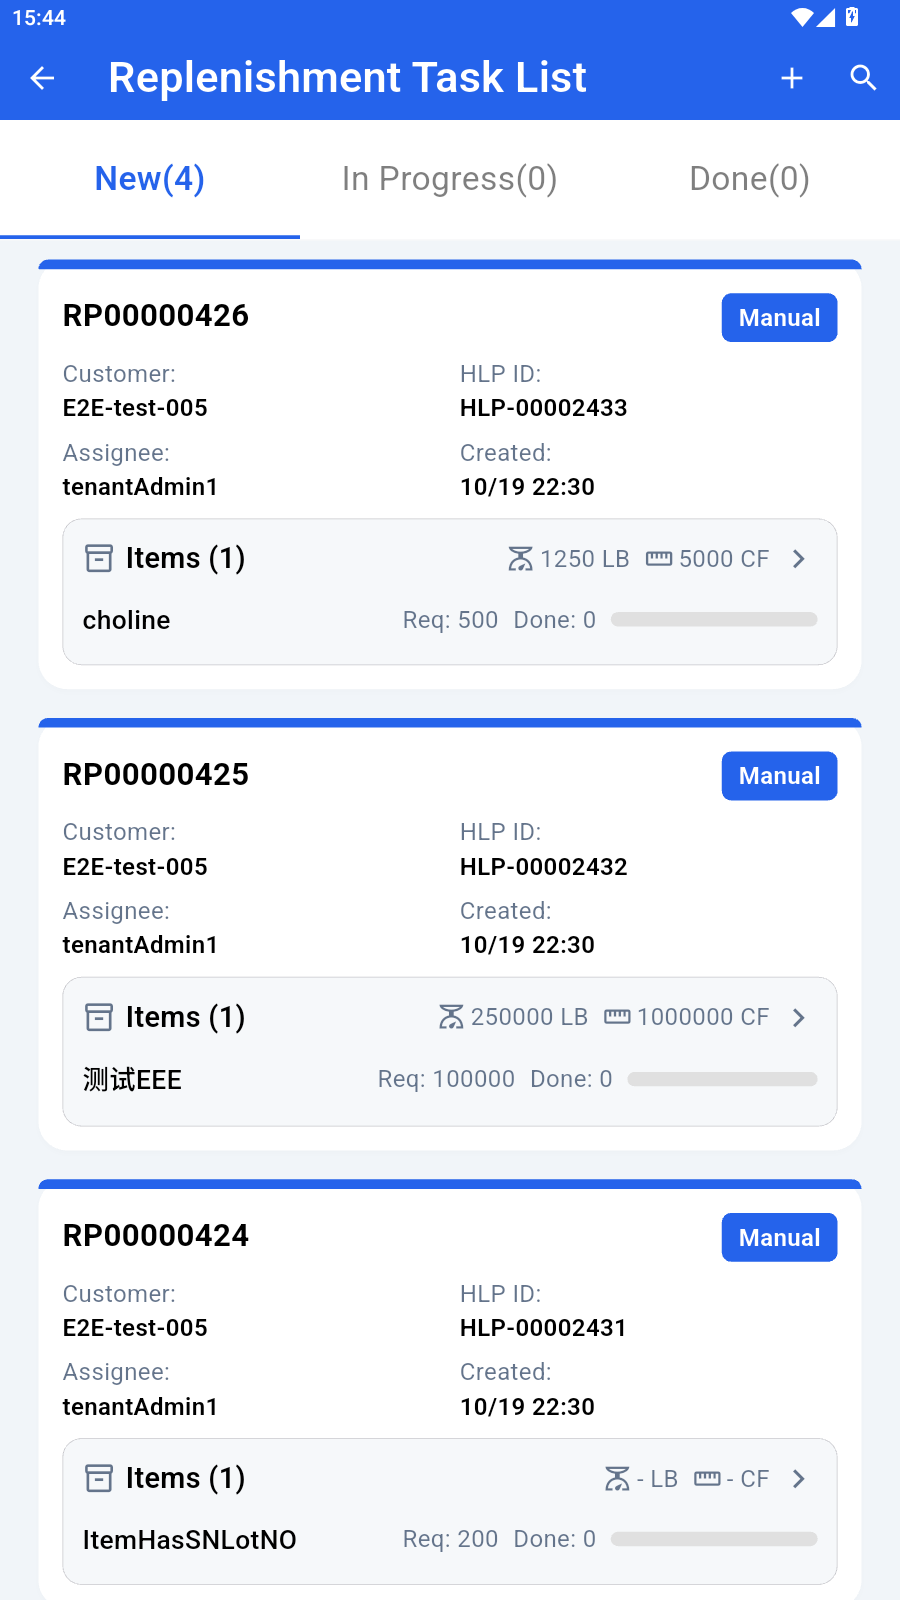 15:44
Replenishment Task List
New(4) In Progress(0) Done(0)
RP00000426 Manual
Customer: HLP ID:
E2E-test-005 HLP-00002433
Assignee: Created:
tenantAdmin1 10/19 22:30
Items (1) 1250 LB 5000 CF
choline Req: 500 Done: 0
RP00000425 Manual
Customer: HLP ID:
E2E-test-005 HLP-00002432
Assignee: Created:
tenantAdmin1 10/19 22:30
Items (1) 250000 LB 1000000 CF
测试EEE Req: 100000 Done: 0
RP00000424 Manual
Customer: HLP ID:
E2E-test-005 HLP-00002431
Assignee: Created:
tenantAdmin1 10/19 22:30
Items (1) - LB - CF
ItemHasSNLotNO Req: 200 Done: 0